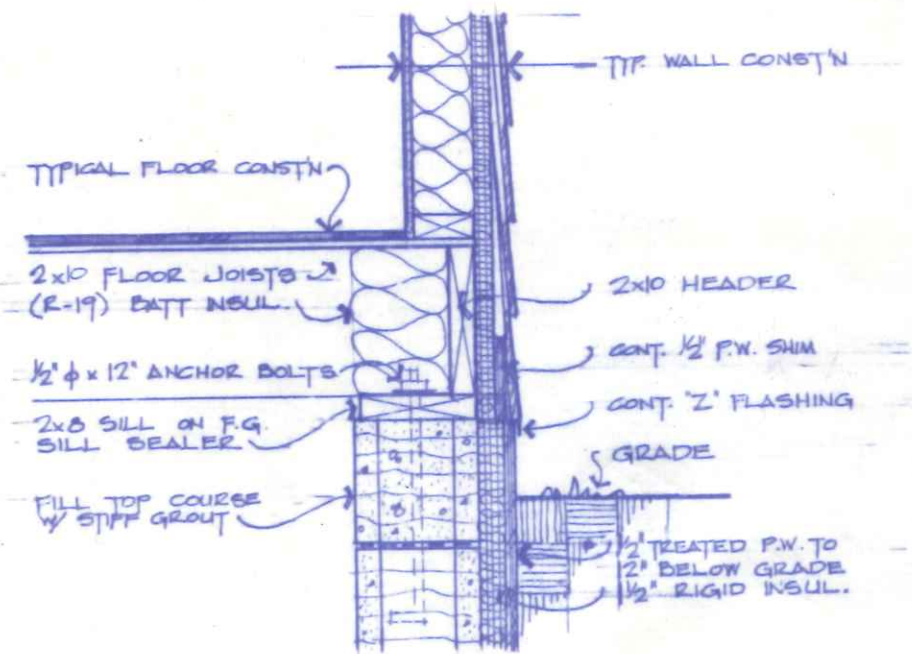 TYP. WALL CONST'N
TYPICAL FLOOR CONST'N
2x10 FLOOR JOISTS
(R-19) BATT INSUL.
2x10 HEADER
CONT. 1/2" P.W. SHIM
1/2" φ x 12" ANCHOR BOLTS
CONT. "Z" FLASHING
2x8 SILL ON F.G.
SILL SEALER
GRADE
FILL TOP COURSE
W/ STIFF GROUT
1/2" TREATED P.W. TO
2" BELOW GRADE
1/2" RIGID INSUL.